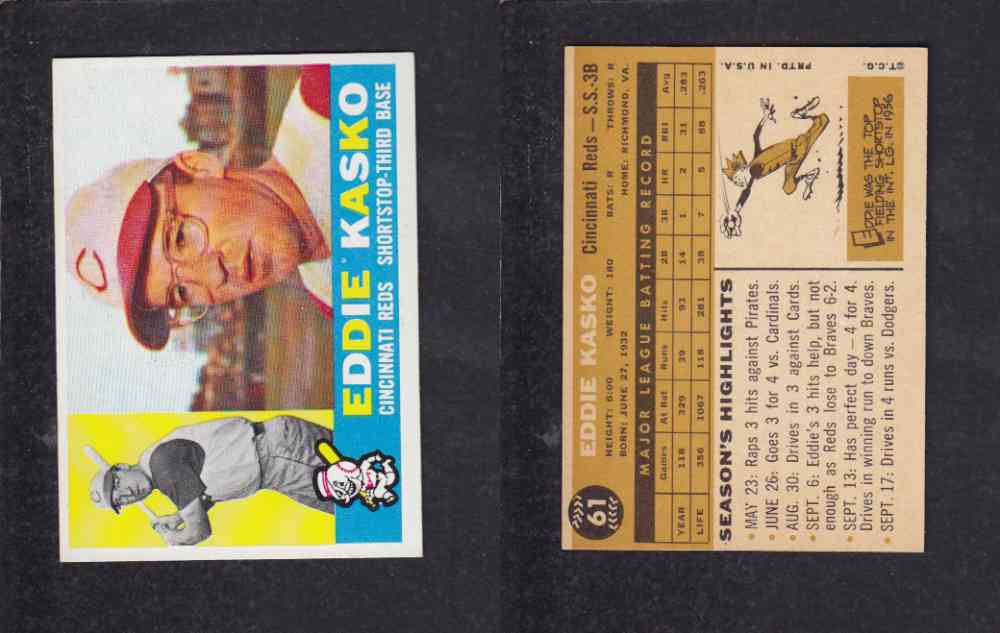 C
EDDIE KASKO
CINCINNATI REDS SHORTSTOP-THIRD BASE
61
EDDIE KASKO Cincinnati Reds — S.S.-3B
HEIGHT: 6:00 WEIGHT: 180 BATS: R THROWS: R
BORN: JUNE 27, 1932 HOME: RICHMOND, VA.
MAJOR LEAGUE BATTING RECORD
Games At Bat Runs Hits 2B 3B HR RBI Avg
YEAR 118 329 39 93 14 1 2 31 .283
LIFE 356 1067 118 281 38 7 5 88 .263
SEASON'S HIGHLIGHTS
• MAY 23: Raps 3 hits against Pirates.
• JUNE 26: Goes 3 for 4 vs. Cardinals.
• AUG. 30: Drives in 3 against Cards.
• SEPT. 6: Eddie's 3 hits help, but not
enough as Reds lose to Braves 6-2.
• SEPT. 13: Has perfect day — 4 for 4.
Drives in winning run to down Braves.
• SEPT. 17: Drives in 4 runs vs. Dodgers.
EDDIE WAS THE TOP
FIELDING SHORTSTOP
IN THE INT. LG. IN 1956
©T.C.G. PRTD. IN U.S.A.